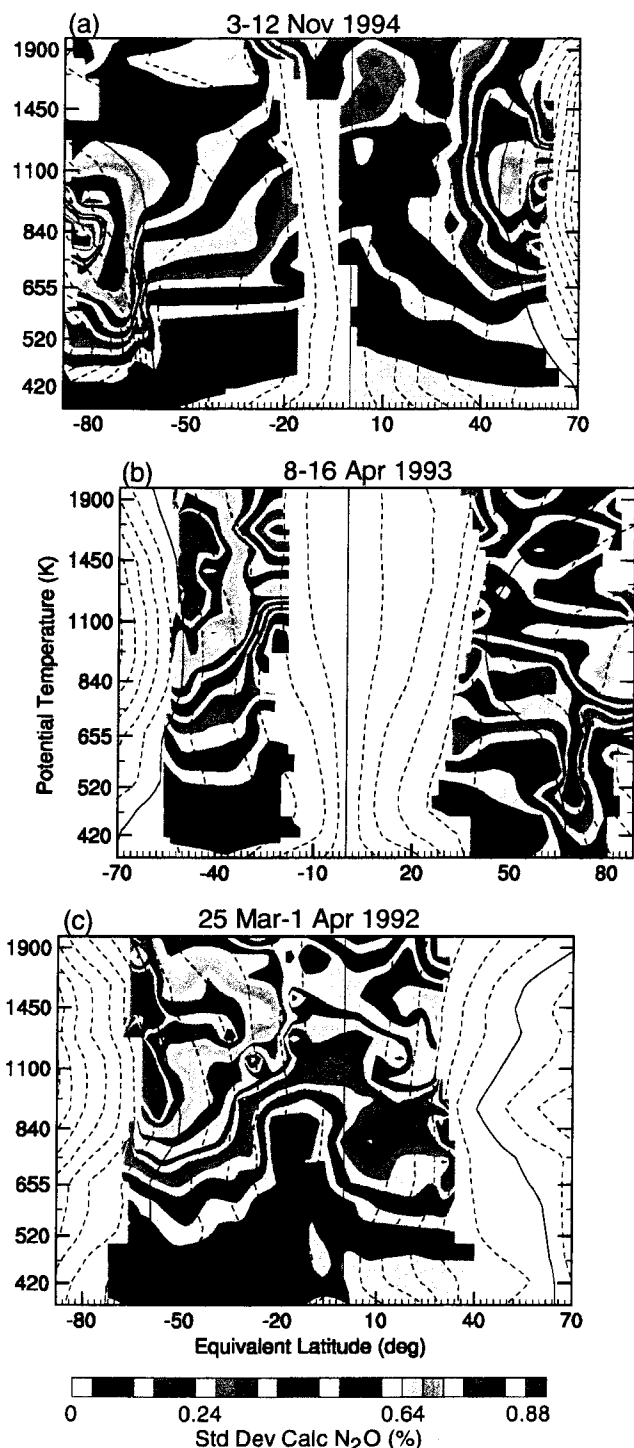 (a)
3-12 Nov 1994
1900
1450
1100
840
655
520
420
-80 -50 -20 10 40 70
(b)
8-16 Apr 1993
Potential Temperature (K)
1900
1450
1100
840
655
520
420
-70 -40 -10 20 50 80
(c)
25 Mar-1 Apr 1992
1900
1450
1100
840
655
520
420
-80 -50 -20 10 40 70
Equivalent Latitude (deg)
0 0.24 0.64 0.88
Std Dev Calc N₂O (%)